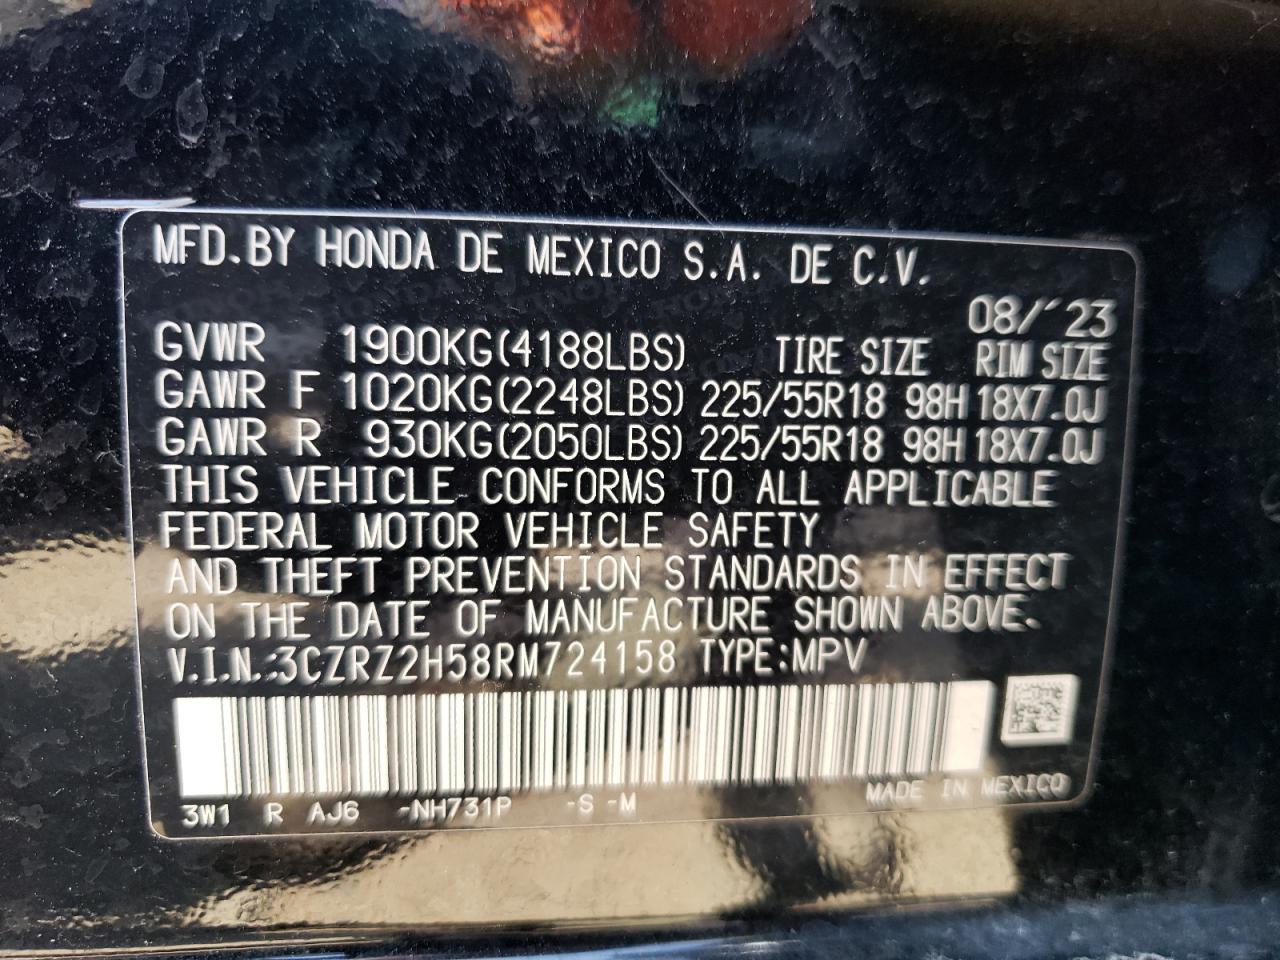 MFD.BY HONDA DE MEXICO S.A. DE C.V.
08/ 23
GVWR 1900KG(4188LBS) TIRE SIZE RIM SIZE
GAWR F 1020KG(2248LBS) 225/55R18 98H 18X7.0J
GAWR R 930KG(2050LBS) 225/55R18 98H 18X7.0J
THIS VEHICLE CONFORMS TO ALL APPLICABLE
FEDERAL MOTOR VEHICLE SAFETY
AND THEFT PREVENTION STANDARDS IN EFFECT
ON THE DATE OF MANUFACTURE SHOWN ABOVE.
V.I.N.:3CZRZ2H58RM724158 TYPE:MPV
MADE IN MEXICO
3W1 R AJ6 -NH731P -S -M